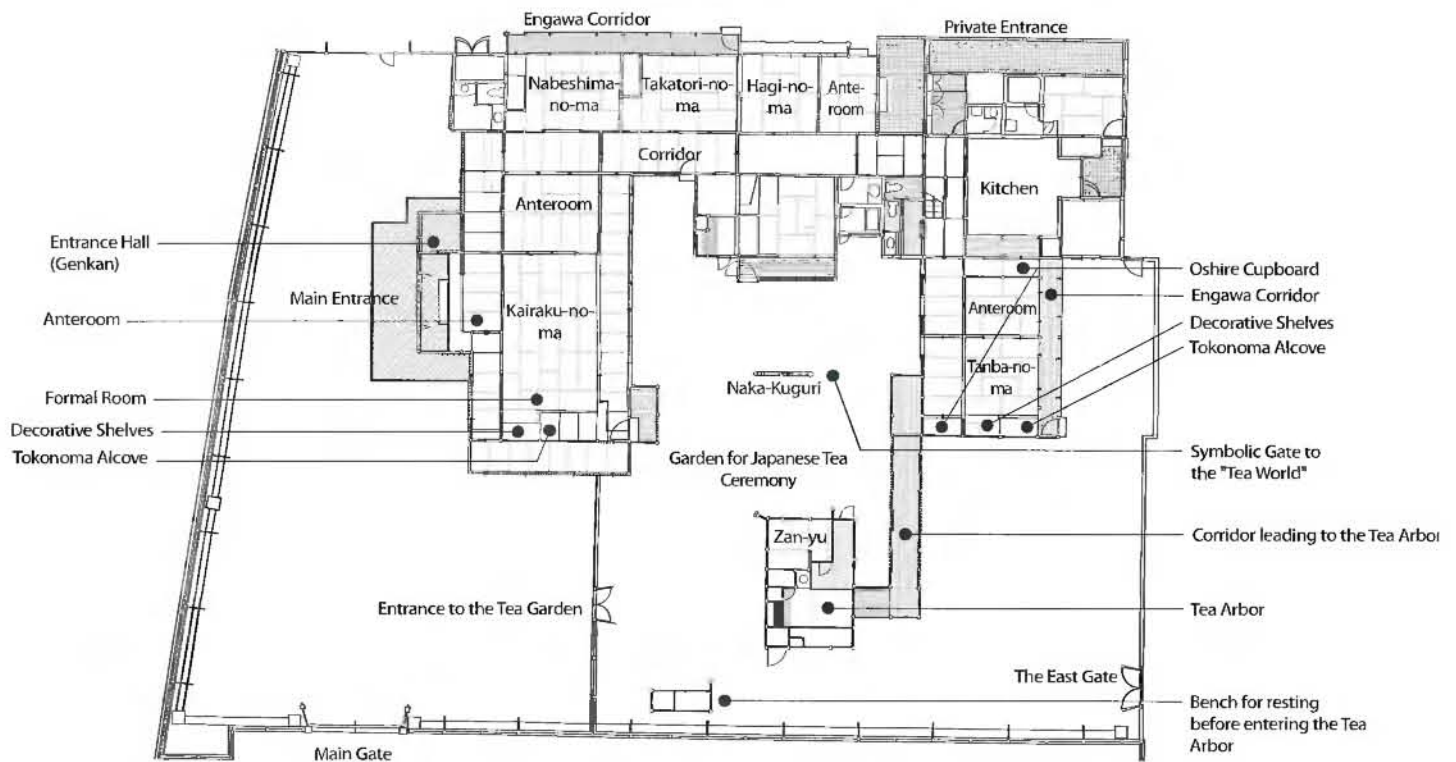 Engawa Corridor
Private Entrance
Nabeshima-
no-ma
Takatori-no-
ma
Hagi-no-
ma
Ante-
room
Corridor
Kitchen
Anteroom
Entrance Hall
(Genkan)
Main Entrance
Anteroom
Kairaku-no-
ma
Formal Room
Decorative Shelves
Tokonoma Alcove
Oshire Cupboard
Engawa Corridor
Decorative Shelves
Tokonoma Alcove
Anteroom
Tanba-no-
ma
Naka-Kuguri
Symbolic Gate to
the "Tea World"
Garden for Japanese Tea
Ceremony
Zan-yu
Corridor leading to the Tea Arbor
Entrance to the Tea Garden
Tea Arbor
The East Gate
Bench for resting
before entering the Tea
Arbor
Main Gate